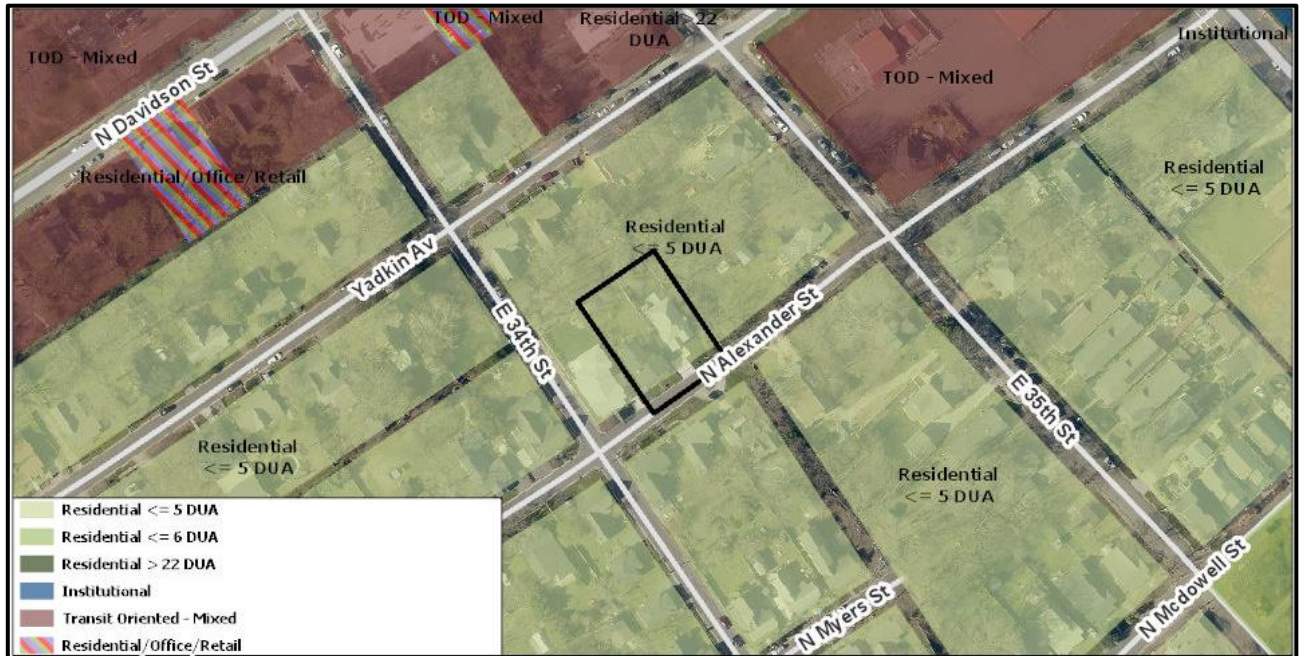 TOD - Mixed
Residential > 22
DUA
Institutional
TOD - Mixed
TOD - Mixed
N Davidson St
Residential
<= 5 DUA
Residential/Office/Retail
Residential
<= 5 DUA
Yadkin Av
N Alexander St
E 34th St
E 35th St
Residential
<= 5 DUA
Residential
<= 5 DUA
N Myers St
N Mcdowell St
Residential <= 5 DUA
Residential <= 6 DUA
Residential > 22 DUA
Institutional
Transit Oriented - Mixed
Residential/Office/Retail